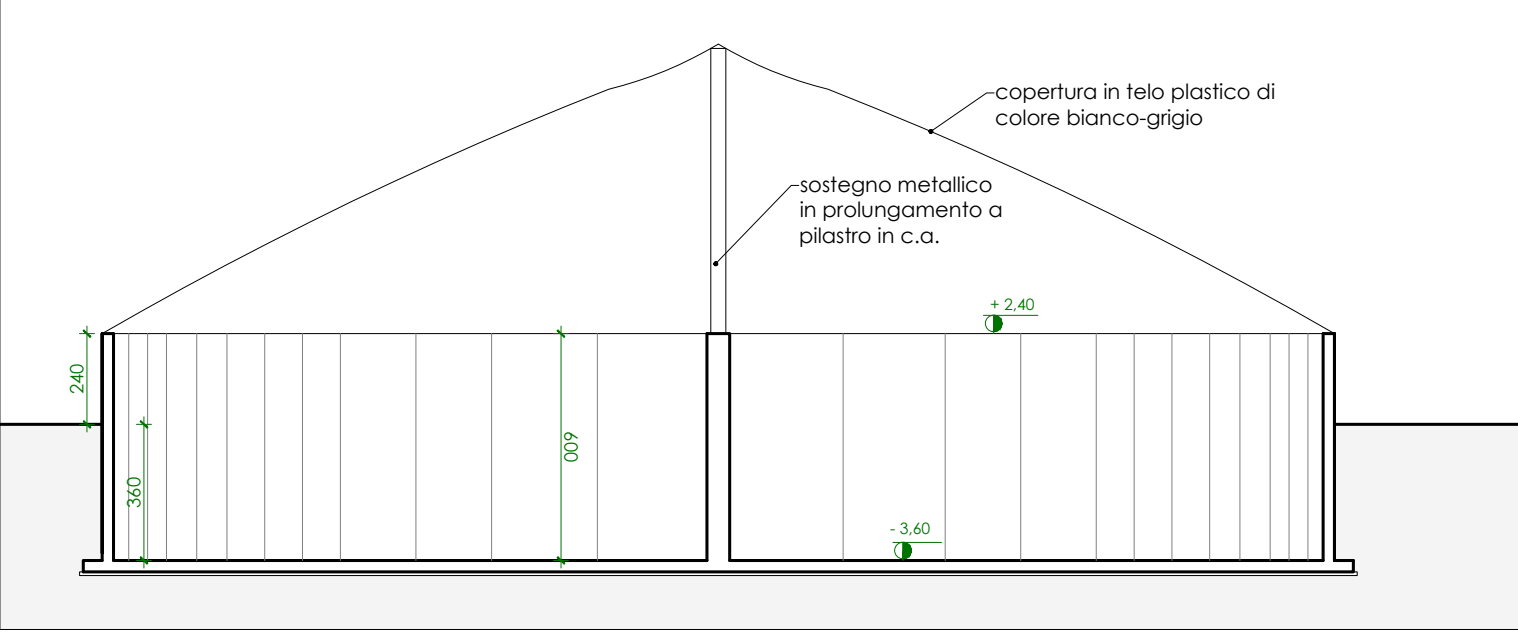 copertura in telo plastico di
colore bianco-grigio
sostegno metallico
in prolungamento a
pilastro in c.a.
+ 2,40
240
600
360
- 3,60